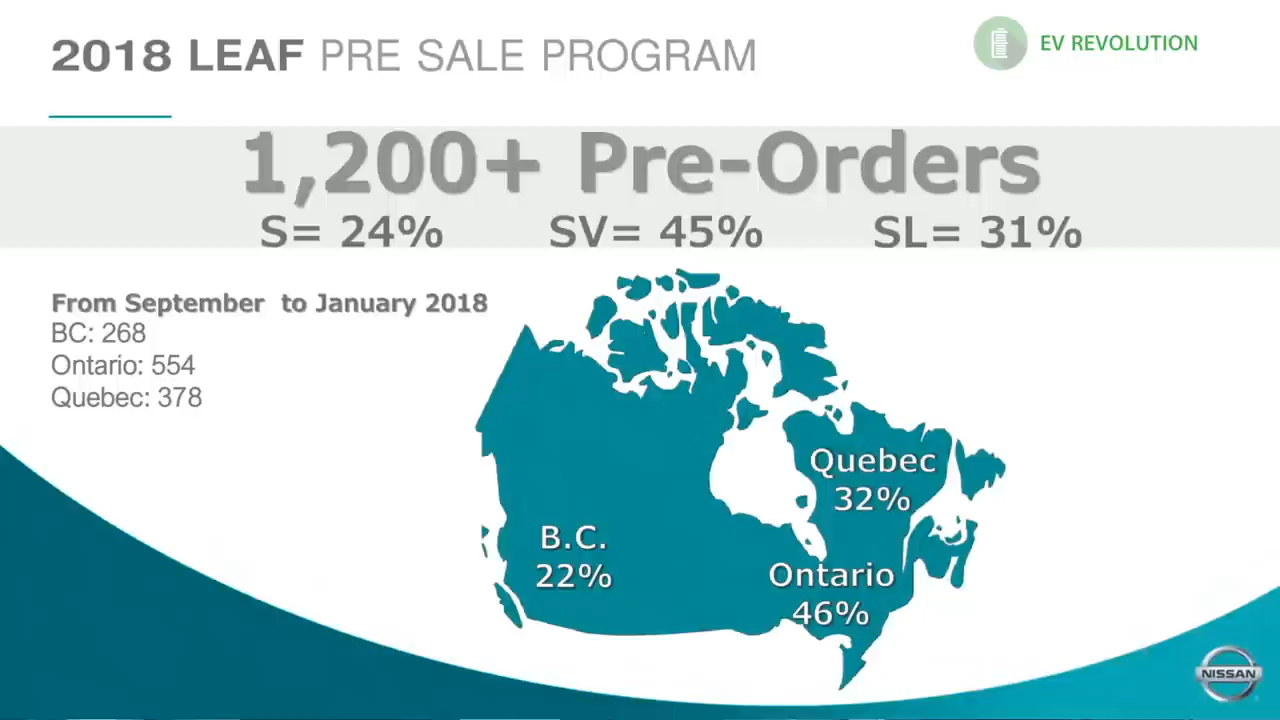 2018 LEAF PRE SALE PROGRAM
EV REVOLUTION
1,200+ Pre-Orders
S= 24% SV= 45% SL= 31%
From September to January 2018
BC: 268
Ontario: 554
Quebec: 378
Quebec
32%
B.C.
22%
Ontario
46%
NISSAN